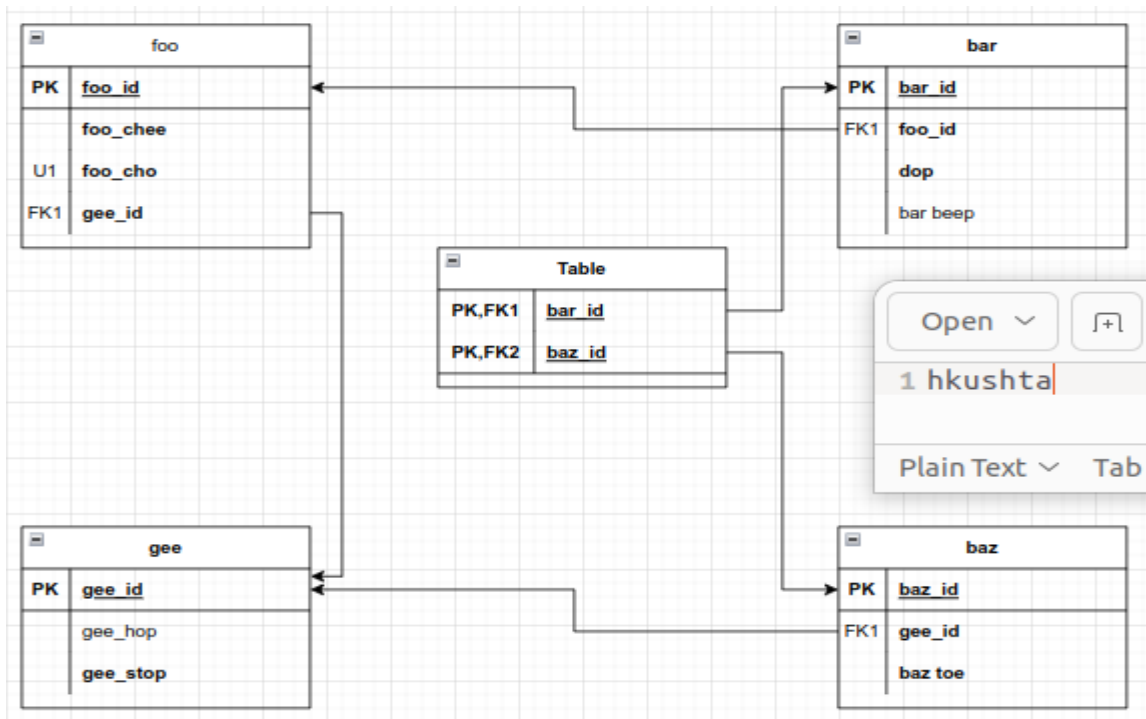 foo
PK foo_id
foo_chee
U1 foo_cho
FK1 gee_id
bar
PK bar_id
FK1 foo_id
dop
bar beep
Table
PK,FK1 bar_id
PK,FK2 baz_id
Open
1 hkushta
Plain Text Tab
gee
PK gee_id
gee_hop
gee_stop
baz
PK baz_id
FK1 gee_id
baz toe